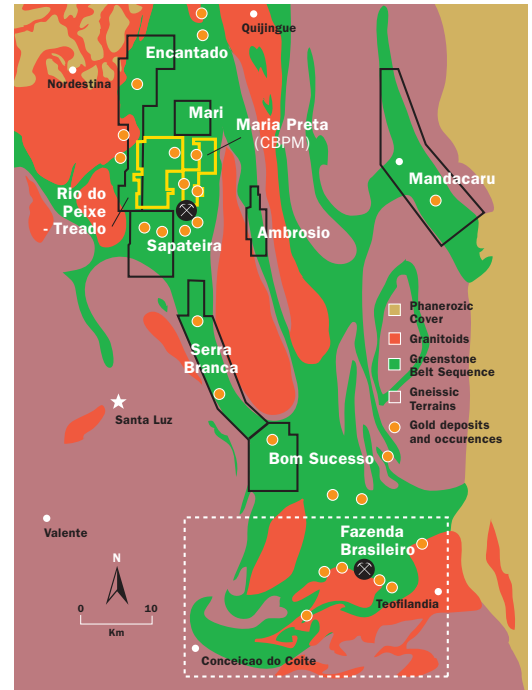 Quijingue
Encantado
Nordestina
Mari
Maria Preta
(CBPM)
Mandacaru
Rio do
Peixe
- Treado
Sapateira
Ambrosio
Phanerozic
Cover
Granitoids
Greenstone
Belt Sequence
Gneissic
Terrains
Gold deposits
and occurences
Serra
Branca
Santa Luz
Bom Sucesso
Valente
Fazenda
Brasileiro
N
0 10
Km
Teofilandia
Conceicao do Coite